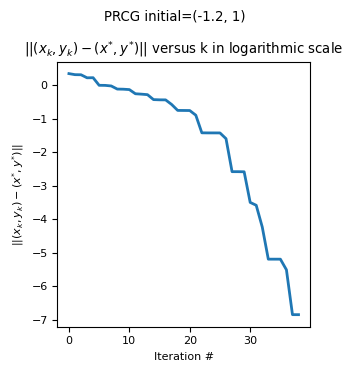 PRCG initial=(-1.2, 1)
||(x_k, y_k) − (x^*, y^*)|| versus k in logarithmic scale
||(x_k, y_k) − (x^*, y^*)||
0
−1
−2
−3
−4
−5
−6
−7
0 10 20 30
Iteration #